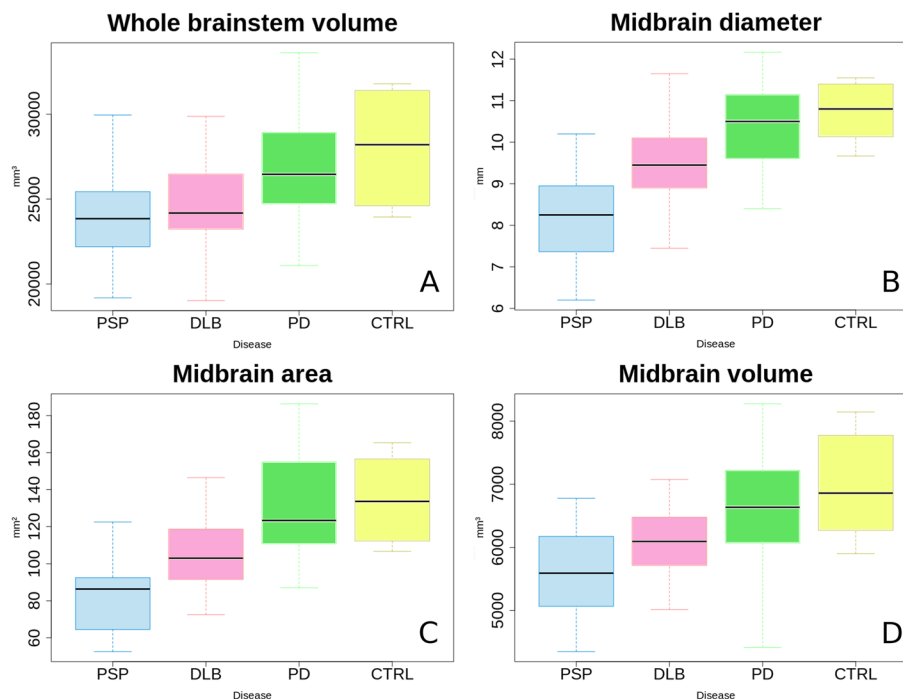 Whole brainstem volume
mm³
30000
25000
20000
A
PSP DLB PD CTRL
Disease
Midbrain diameter
mm
12
11
10
9
8
7
6
B
PSP DLB PD CTRL
Disease
Midbrain area
mm²
180
160
140
120
100
80
60
C
PSP DLB PD CTRL
Disease
Midbrain volume
mm³
8000
7000
6000
5000
D
PSP DLB PD CTRL
Disease